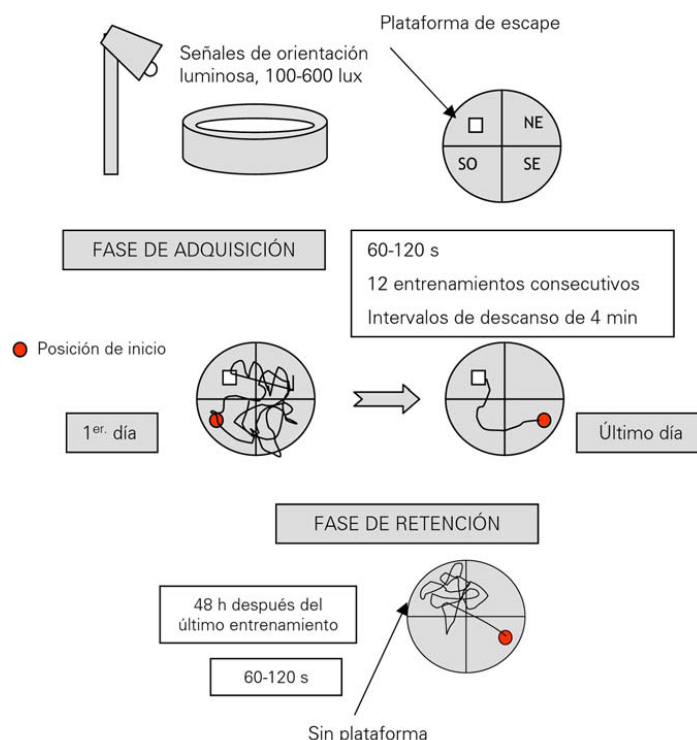 Plataforma de escape
Señales de orientación
luminosa, 100-600 lux
NE
SO
SE
FASE DE ADQUISICIÓN
60-120 s
12 entrenamientos consecutivos
Intervalos de descanso de 4 min
Posición de inicio
1er. día
Último día
FASE DE RETENCIÓN
48 h después del
último entrenamiento
60-120 s
Sin plataforma